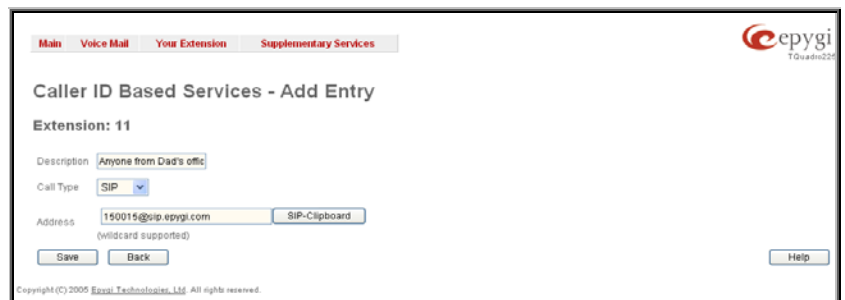 Main Voice Mail Your Extension Supplementary Services
epygi
TQuadro226
Caller ID Based Services - Add Entry
Extension: 11
Description Anyone from Dad's offic
Call Type SIP
Address 150015@sip.epygi.com SIP-Clipboard
(wildcard supported)
Save Back Help
Copyright (C) 2005 Epygi Technologies, Ltd. All rights reserved.